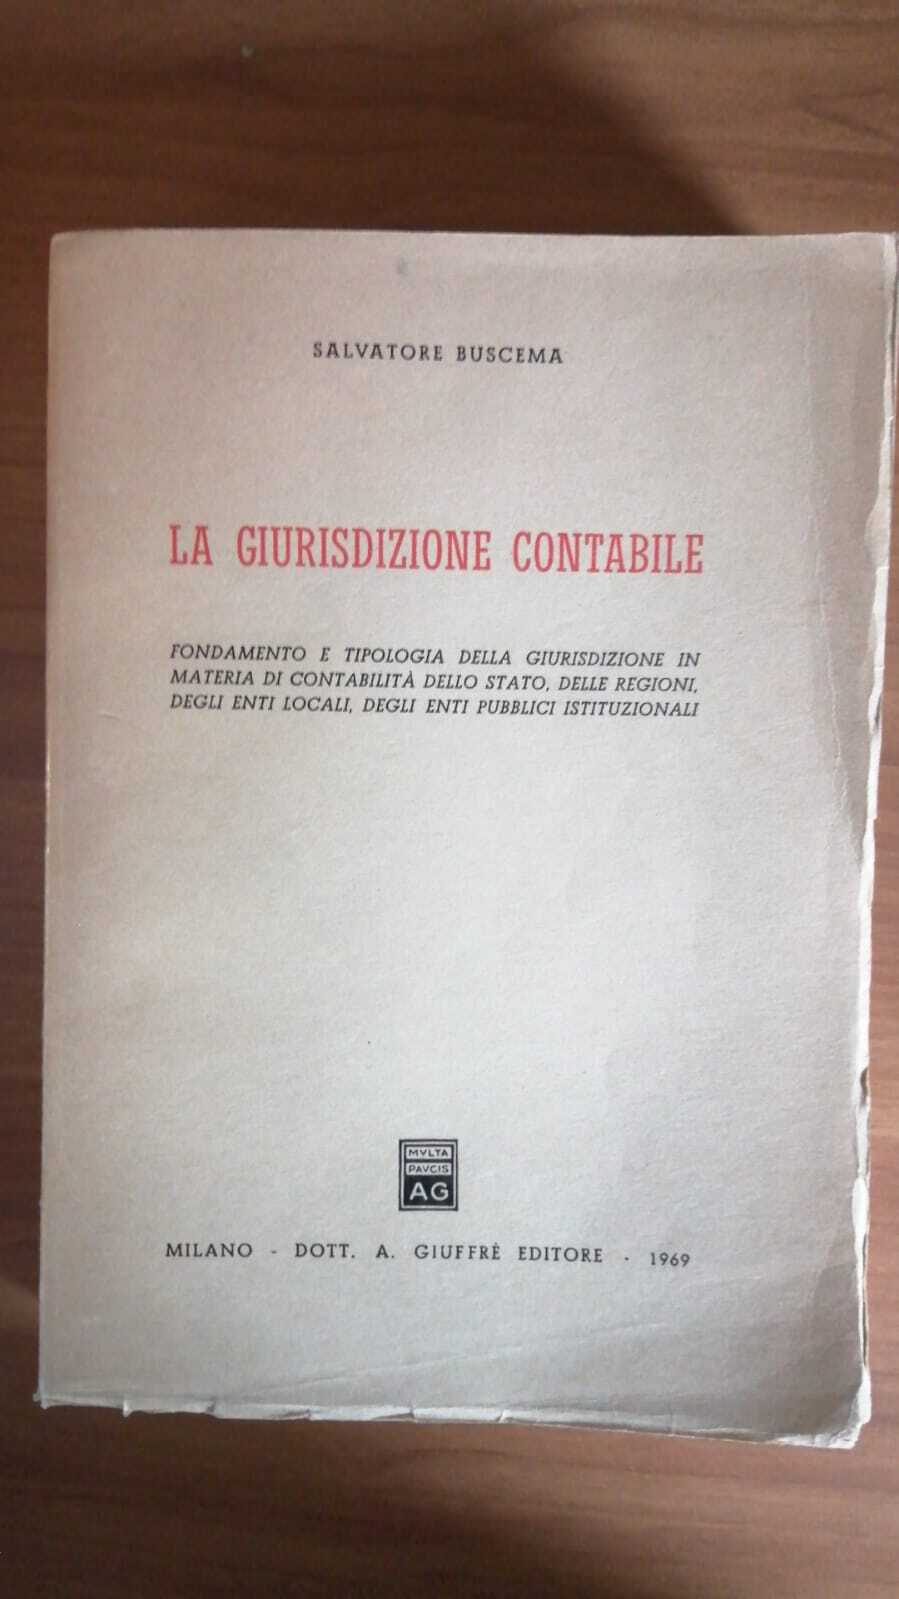 SALVATORE BUSCEMA
LA GIURISDIZIONE CONTABILE
FONDAMENTO E TIPOLOGIA DELLA GIURISDIZIONE IN
MATERIA DI CONTABILITÀ DELLO STATO, DELLE REGIONI,
DEGLI ENTI LOCALI, DEGLI ENTI PUBBLICI ISTITUZIONALI
MVLTA
PAVCIS
AG
MILANO - DOTT. A. GIUFFRÈ EDITORE - 1969